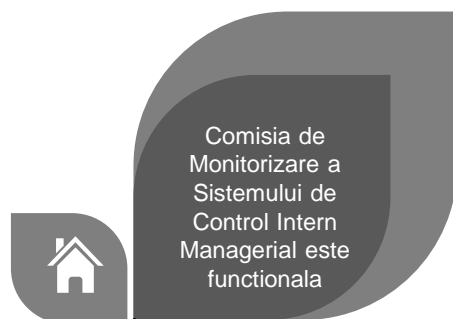 Comisia de
Monitorizare a
Sistemului de
Control Intern
Managerial este
functionala